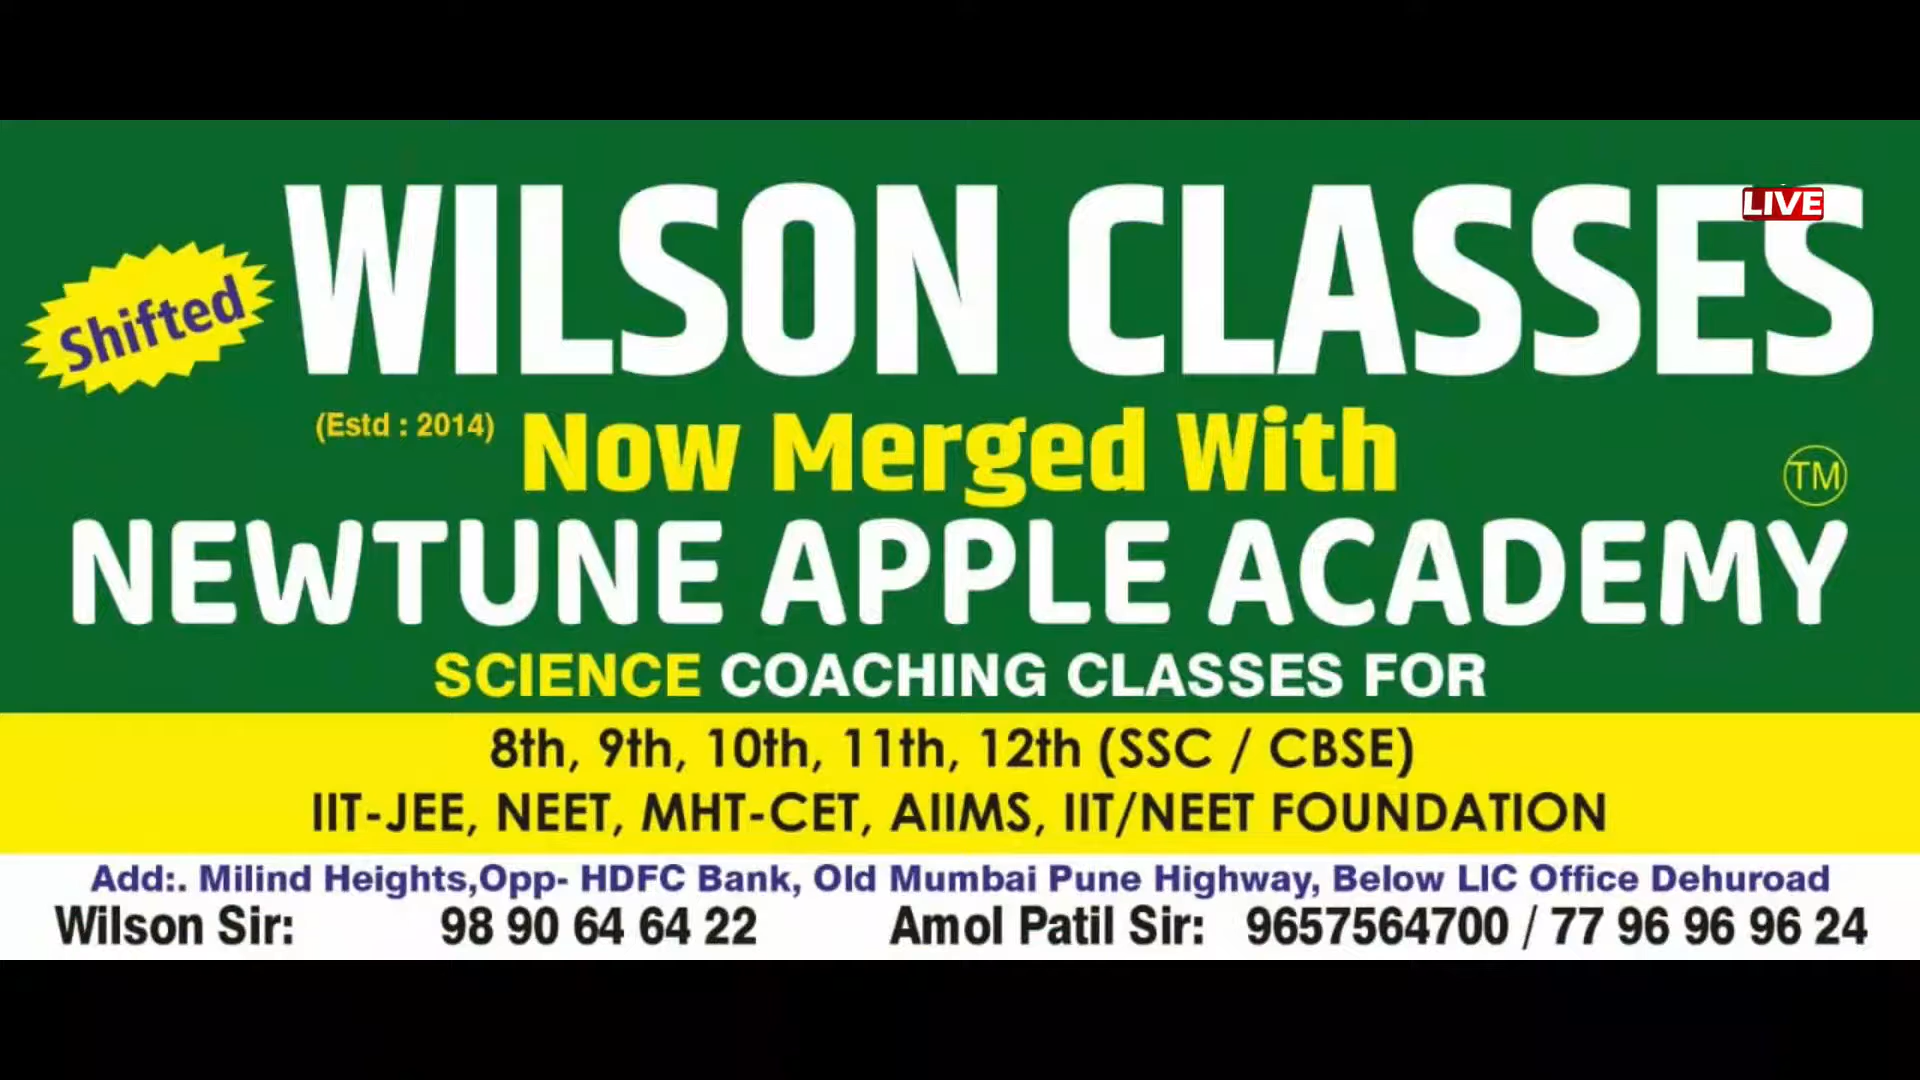 WILSON CLASSES
LIVE
Shifted
(Estd : 2014) Now Merged With
TM
NEWTUNE APPLE ACADEMY
SCIENCE COACHING CLASSES FOR
8th, 9th, 10th, 11th, 12th (SSC / CBSE)
IIT-JEE, NEET, MHT-CET, AIIMS, IIT/NEET FOUNDATION
Add:. Milind Heights,Opp- HDFC Bank, Old Mumbai Pune Highway, Below LIC Office Dehuroad
Wilson Sir: 98 90 64 64 22 Amol Patil Sir: 9657564700 / 77 96 96 96 24